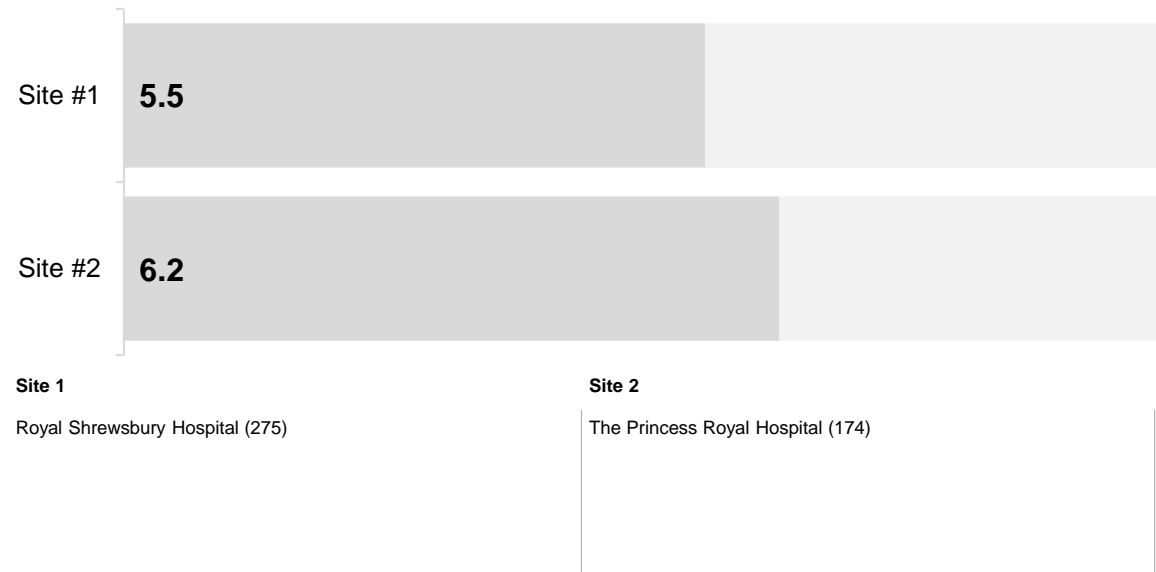 Site #1
5.5
Site #2
6.2
Site 1
Site 2
Royal Shrewsbury Hospital (275)
The Princess Royal Hospital (174)